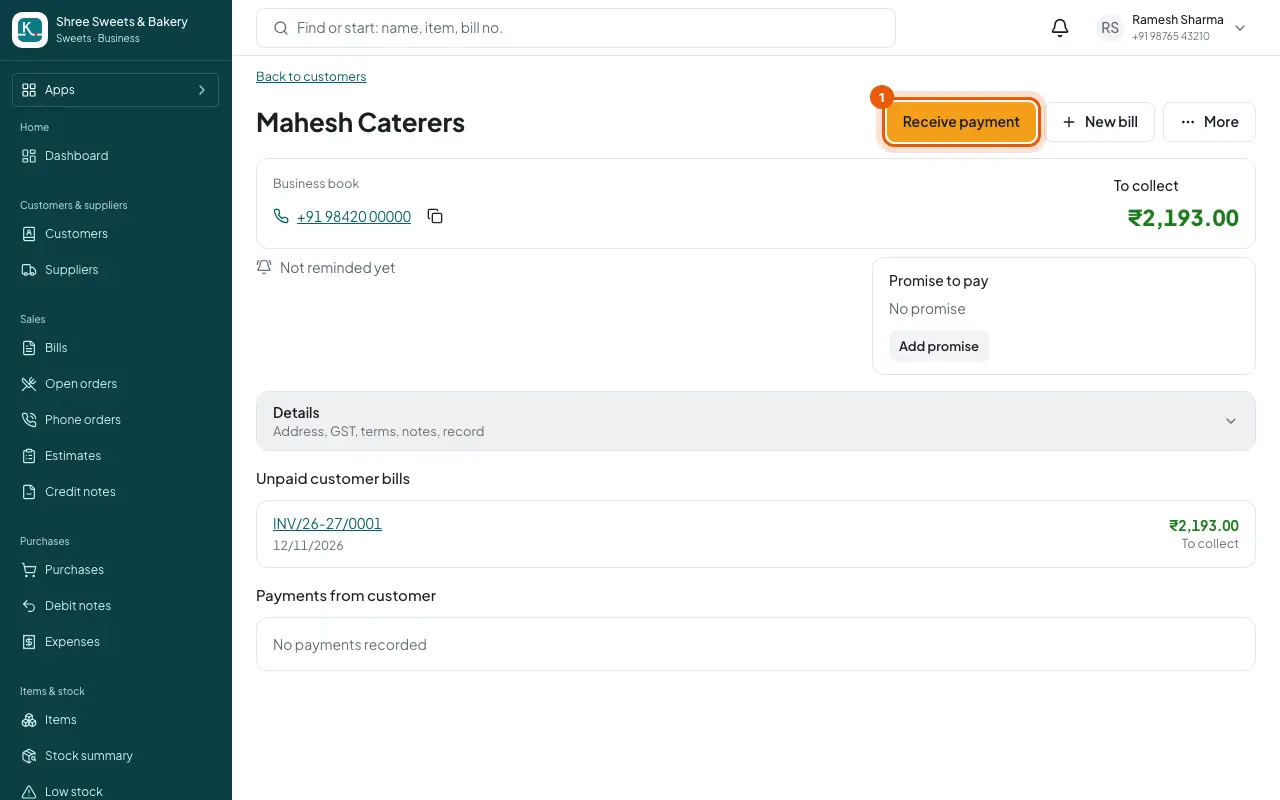 Shree Sweets & Bakery
Sweets · Business
Apps
Home
Dashboard
Customers & suppliers
Customers
Suppliers
Sales
Bills
Open orders
Phone orders
Estimates
Credit notes
Purchases
Purchases
Debit notes
Expenses
Items & stock
Items
Stock summary
Low stock
Find or start: name, item, bill no.
RS
Ramesh Sharma
+91 98765 43210
Back to customers
Mahesh Caterers
1
Receive payment
New bill
More
Business book
+91 98420 00000
To collect
₹2,193.00
Not reminded yet
Promise to pay
No promise
Add promise
Details
Address, GST, terms, notes, record
Unpaid customer bills
INV/26-27/0001
12/11/2026
₹2,193.00
To collect
Payments from customer
No payments recorded